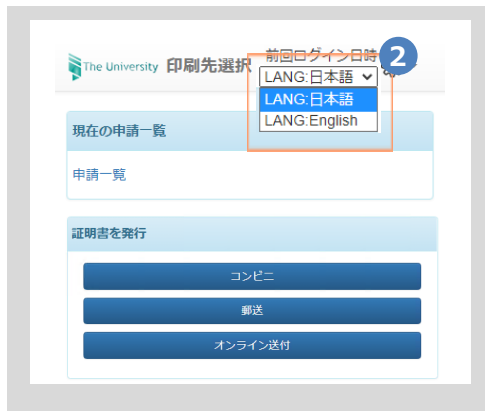 前回ログイン日時
2
The University 印刷先選択
LANG:日本語
LANG:日本語
LANG:English
現在の申請一覧
申請一覧
証明書を発行
コンビニ
郵送
オンライン送付